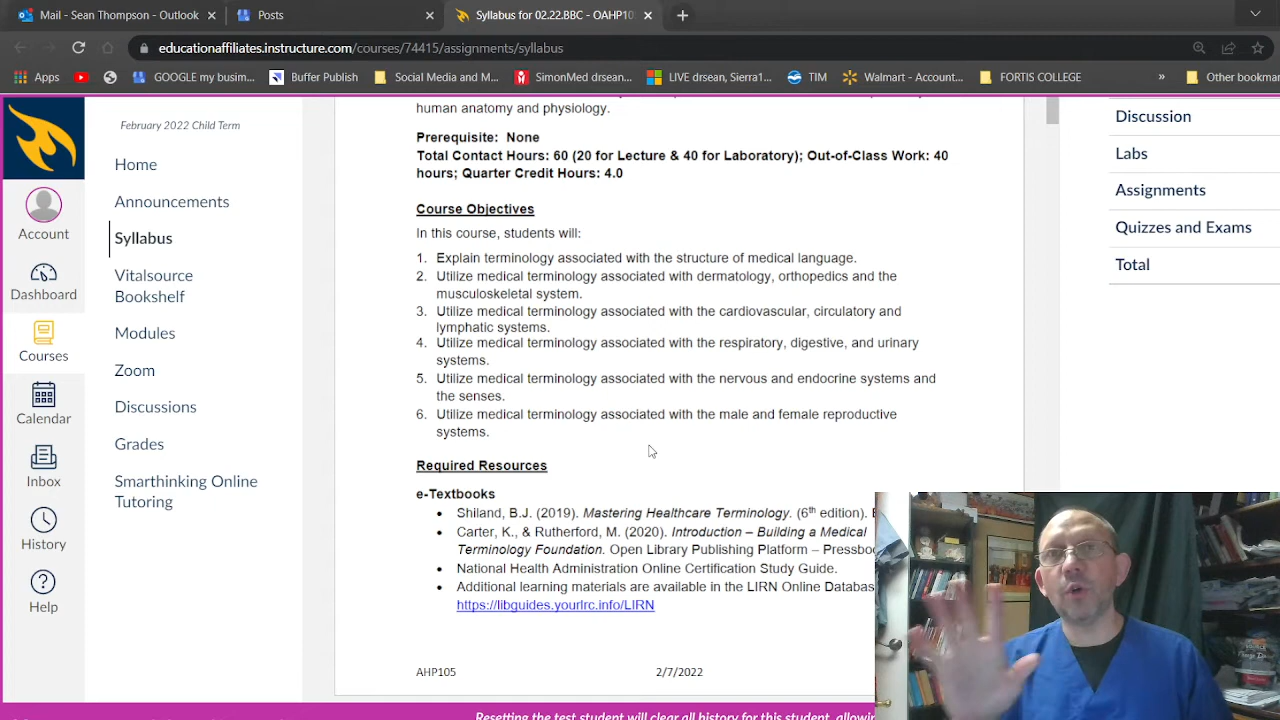 Mail - Sean Thompson - Outlook
Posts
Syllabus for 02.22.BBC - OAHP10
educationaffiliates.instructure.com/courses/74415/assignments/syllabus
Apps
GOOGLE my busin...
Buffer Publish
Social Media and M...
SimonMed drsean,...
LIVE drsean, Sierra1...
TIM
Walmart - Account...
FORTIS COLLEGE
»
Other bookmar
February 2022 Child Term
Home
Announcements
Syllabus
Vitalsource
Bookshelf
Modules
Zoom
Discussions
Grades
Smarthinking Online
Tutoring
Account
Dashboard
Courses
Calendar
Inbox
History
Help
human anatomy and physiology.
Prerequisite: None
Total Contact Hours: 60 (20 for Lecture & 40 for Laboratory); Out-of-Class Work: 40
hours; Quarter Credit Hours: 4.0
Course Objectives
In this course, students will:
1. Explain terminology associated with the structure of medical language.
2. Utilize medical terminology associated with dermatology, orthopedics and the
musculoskeletal system.
3. Utilize medical terminology associated with the cardiovascular, circulatory and
lymphatic systems.
4. Utilize medical terminology associated with the respiratory, digestive, and urinary
systems.
5. Utilize medical terminology associated with the nervous and endocrine systems and
the senses.
6. Utilize medical terminology associated with the male and female reproductive
systems.
Required Resources
e-Textbooks
• Shiland, B.J. (2019). Mastering Healthcare Terminology. (6th edition).
• Carter, K., & Rutherford, M. (2020). Introduction – Building a Medical
Terminology Foundation. Open Library Publishing Platform – Pressboo
• National Health Administration Online Certification Study Guide.
• Additional learning materials are available in the LIRN Online Databas
https://libguides.yourlrc.info/LIRN
AHP105
2/7/2022
Discussion
Labs
Assignments
Quizzes and Exams
Total
Resetting the test student will clear all history for this student, allowin